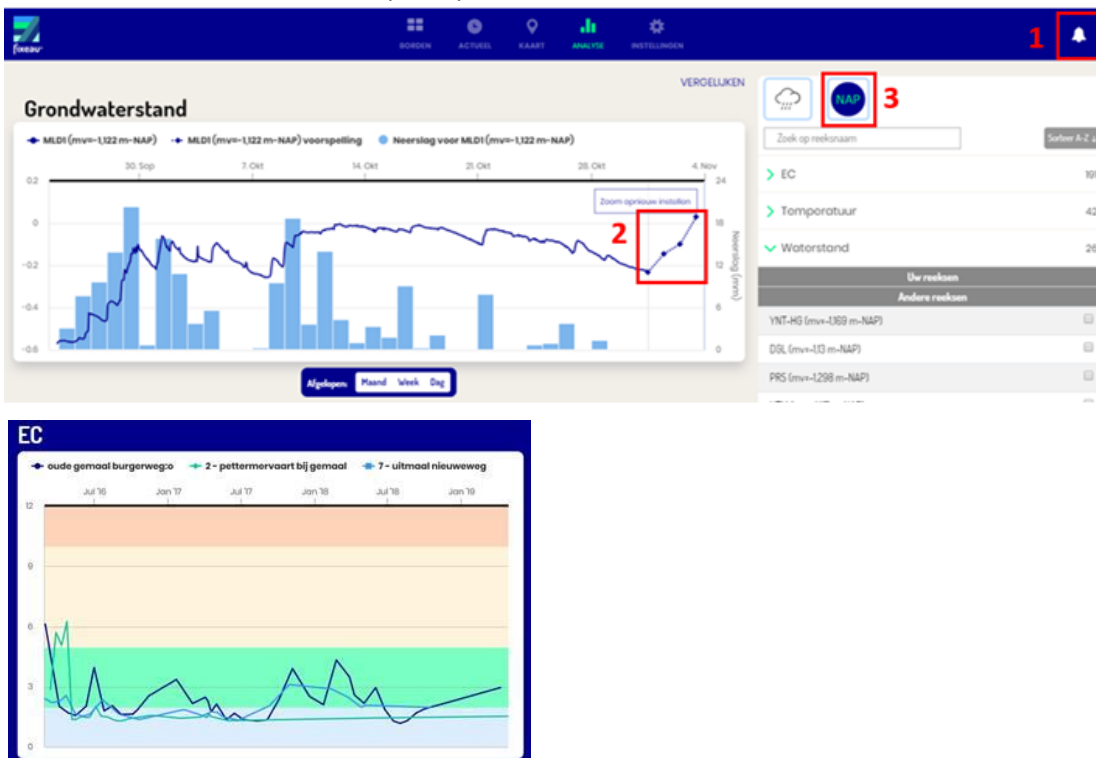 fixeau
BORDEN ACTUEEL KAART ANALYSE INSTELLINGEN
1
VERGELIJKEN
Grondwaterstand
MLD1 (mv=-1,122 m-NAP) MLD1 (mv=-1,122 m-NAP) voorspelling Neerslag voor MLD1 (mv=-1,122 m-NAP)
30. Sep 7. Okt 14. Okt 21. Okt 28. Okt 4. Nov
0.2 24
Zoom opnieuw instellen
0 18
2
-0.2 12
Neerslag (mm)
-0.4 6
-0.6 0
Afgelopen: Maand Week Dag
NAP 3
Zoek op reeksnaam Sorteer A-Z
EC 191
Temperatuur 42
Waterstand 26
Uw reeksen
Andere reeksen
YNT-HG (mv=-1,169 m-NAP)
DSL (mv=-1,13 m-NAP)
PRS (mv=-1,298 m-NAP)
EC
oude gemaal burgerweg:o 2 - pettermervaart bij gemaal 7 - uitmaal nieuweweg
Jul '16 Jan '17 Jul '17 Jan '18 Jul '18 Jan '19
12
9
6
3
0